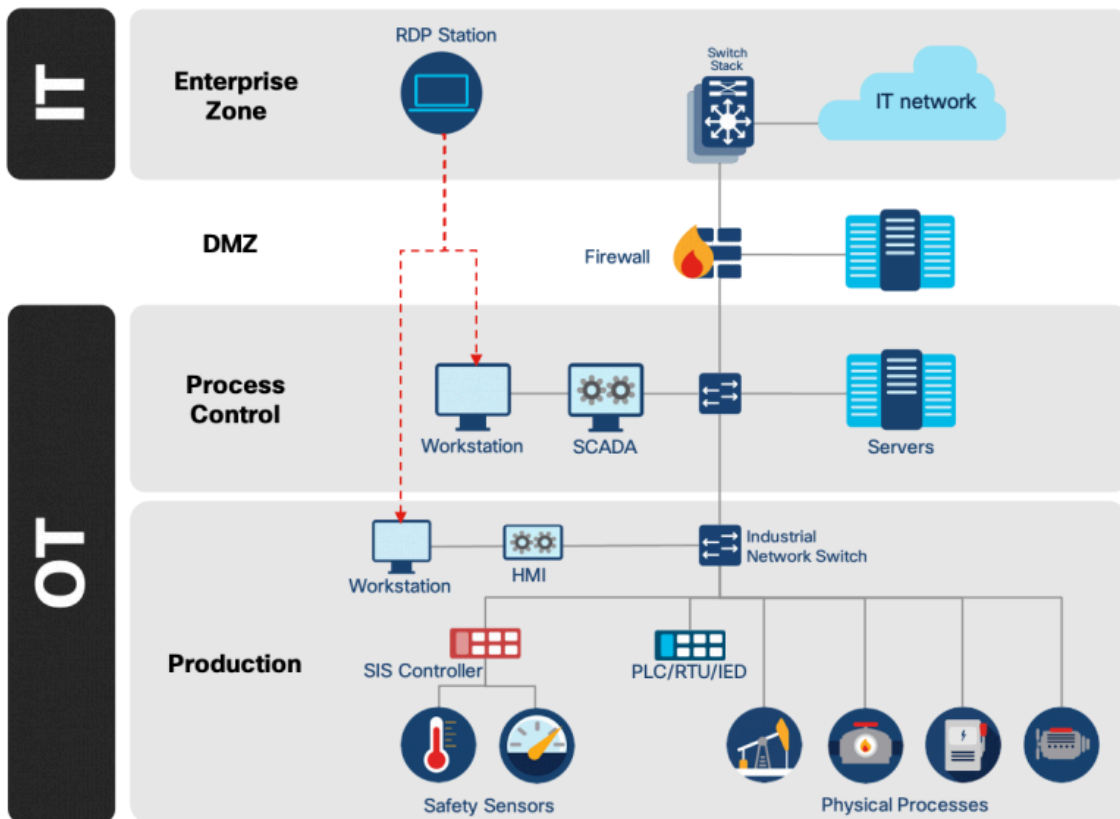 IT
Enterprise
Zone
RDP Station
Switch
Stack
IT network
DMZ
Firewall
OT
Process
Control
Workstation
SCADA
Servers
Production
Workstation
HMI
Industrial
Network Switch
SIS Controller
PLC/RTU/IED
Safety Sensors
Physical Processes